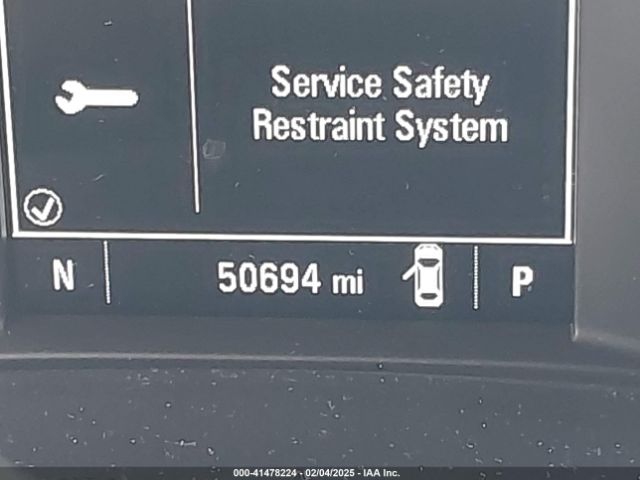 Service Safety
Restraint System
N 50694 mi P
000-41478224 - 02/04/2025 - IAA Inc.